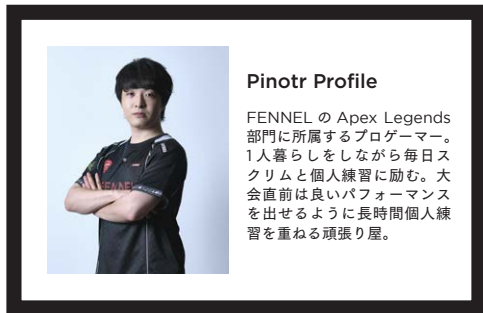 Pinotr Profile
FENNEL の Apex Legends
部門に所属するプロゲーマー。
1人暮らしをしながら毎日ス
クリムと個人練習に励む。大
会直前は良いパフォーマンス
を出せるように長時間個人練
習を重ねる頑張り屋。
FENNEL